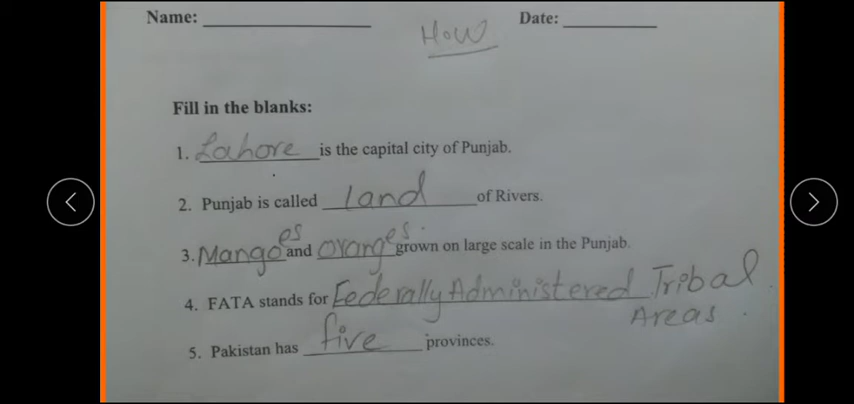 Name: ____________ Date: ____________
How
Fill in the blanks:
1. Lahore is the capital city of Punjab.
2. Punjab is called land of Rivers.
3. Mangoes and oranges grown on large scale in the Punjab.
4. FATA stands for Federally Administered Tribal
Areas.
5. Pakistan has five provinces.